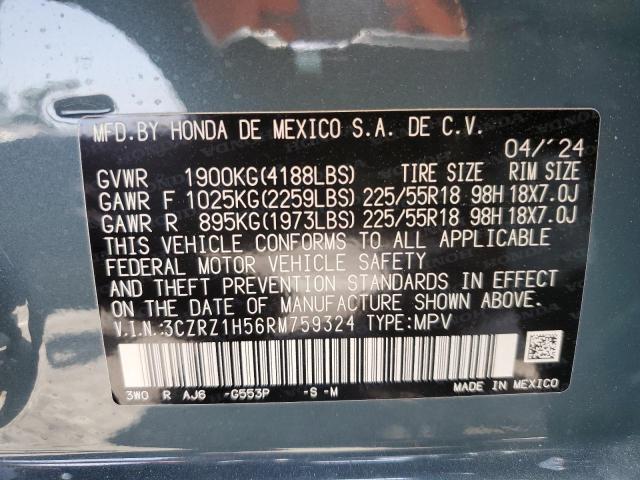 MFD.BY HONDA DE MEXICO S.A. DE C.V.
04/'24
GVWR 1900KG(4188LBS) TIRE SIZE RIM SIZE
GAWR F 1025KG(2259LBS) 225/55R18 98H 18X7.0J
GAWR R 895KG(1973LBS) 225/55R18 98H 18X7.0J
THIS VEHICLE CONFORMS TO ALL APPLICABLE
FEDERAL MOTOR VEHICLE SAFETY
AND THEFT PREVENTION STANDARDS IN EFFECT
ON THE DATE OF MANUFACTURE SHOWN ABOVE.
V.I.N.:3CZRZ1H56RM759324 TYPE:MPV
3W0 R AJ6 -G553P -S -M
MADE IN MEXICO